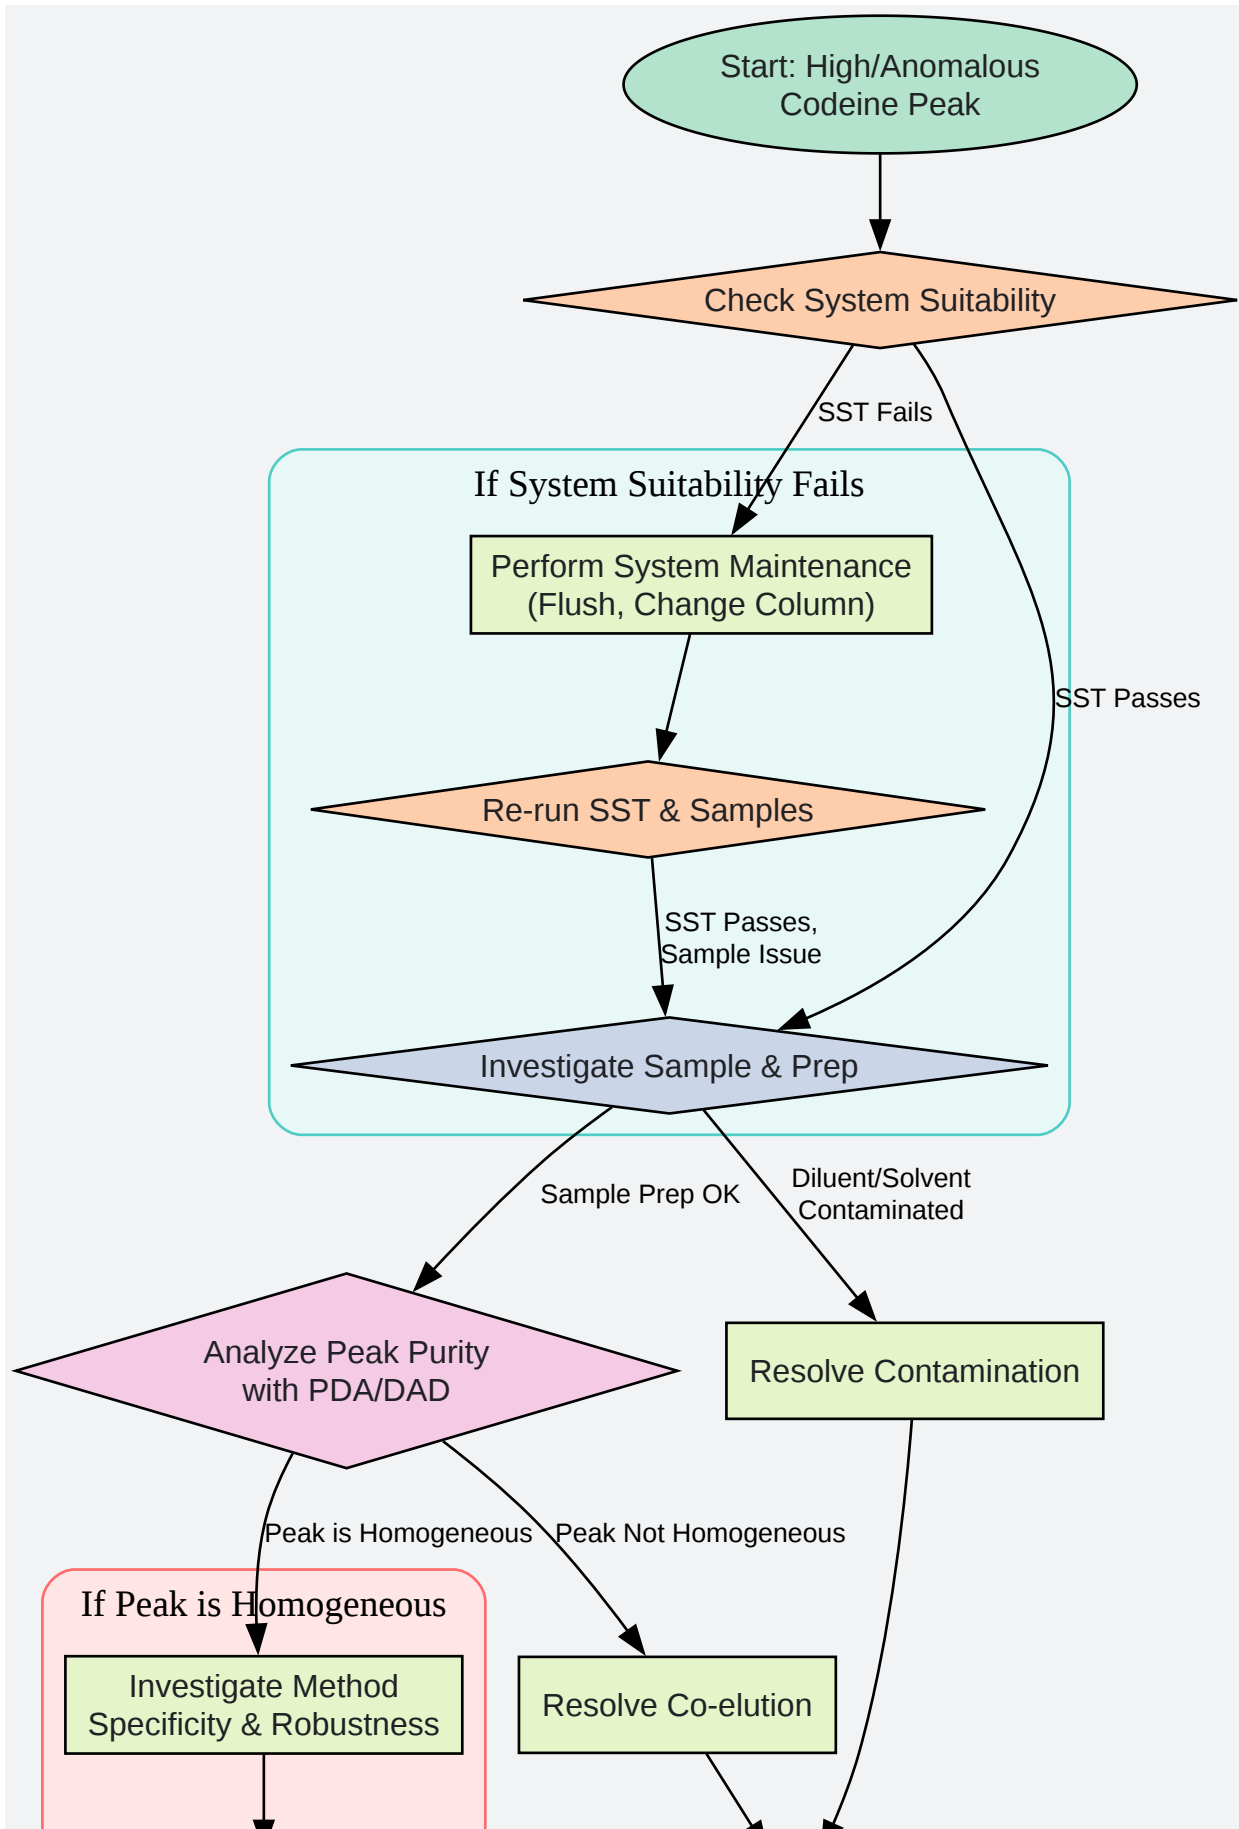 Start: High/Anomalous
Codeine Peak
Check System Suitability
SST Fails
If System Suitability Fails
Perform System Maintenance
(Flush, Change Column)
SST Passes
Re-run SST & Samples
SST Passes,
Sample Issue
Investigate Sample & Prep
Sample Prep OK
Diluent/Solvent
Contaminated
Analyze Peak Purity
with PDA/DAD
Resolve Contamination
Peak is Homogeneous
Peak Not Homogeneous
If Peak is Homogeneous
Investigate Method
Specificity & Robustness
Resolve Co-elution